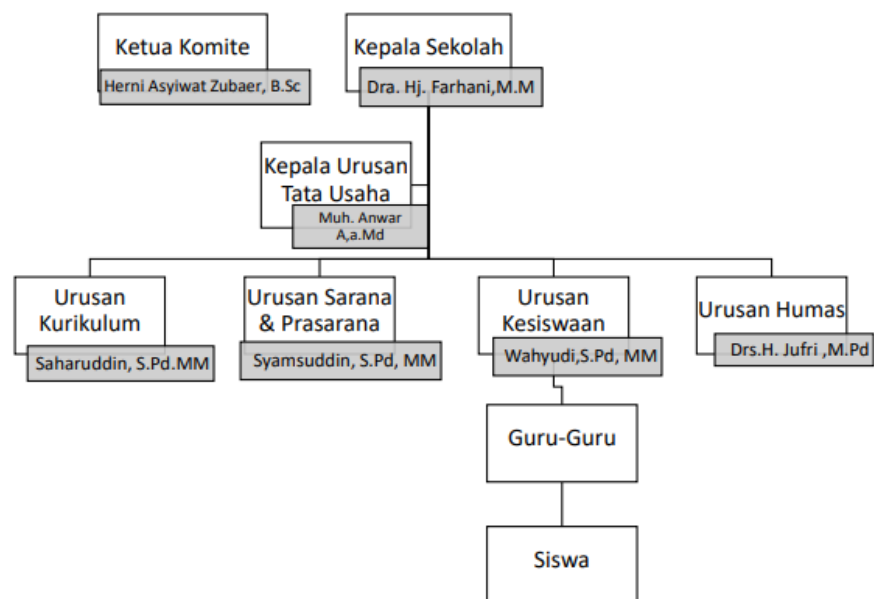 Ketua Komite
Herni Asyiwat Zubaer, B.Sc
Kepala Sekolah
Dra. Hj. Farhani,M.M
Kepala Urusan
Tata Usaha
Muh. Anwar
A,a.Md
Urusan
Kurikulum
Saharuddin, S.Pd.MM
Urusan Sarana
& Prasarana
Syamsuddin, S.Pd, MM
Urusan
Kesiswaan
Wahyudi,S.Pd, MM
Urusan Humas
Drs.H. Jufri ,M.Pd
Guru-Guru
Siswa